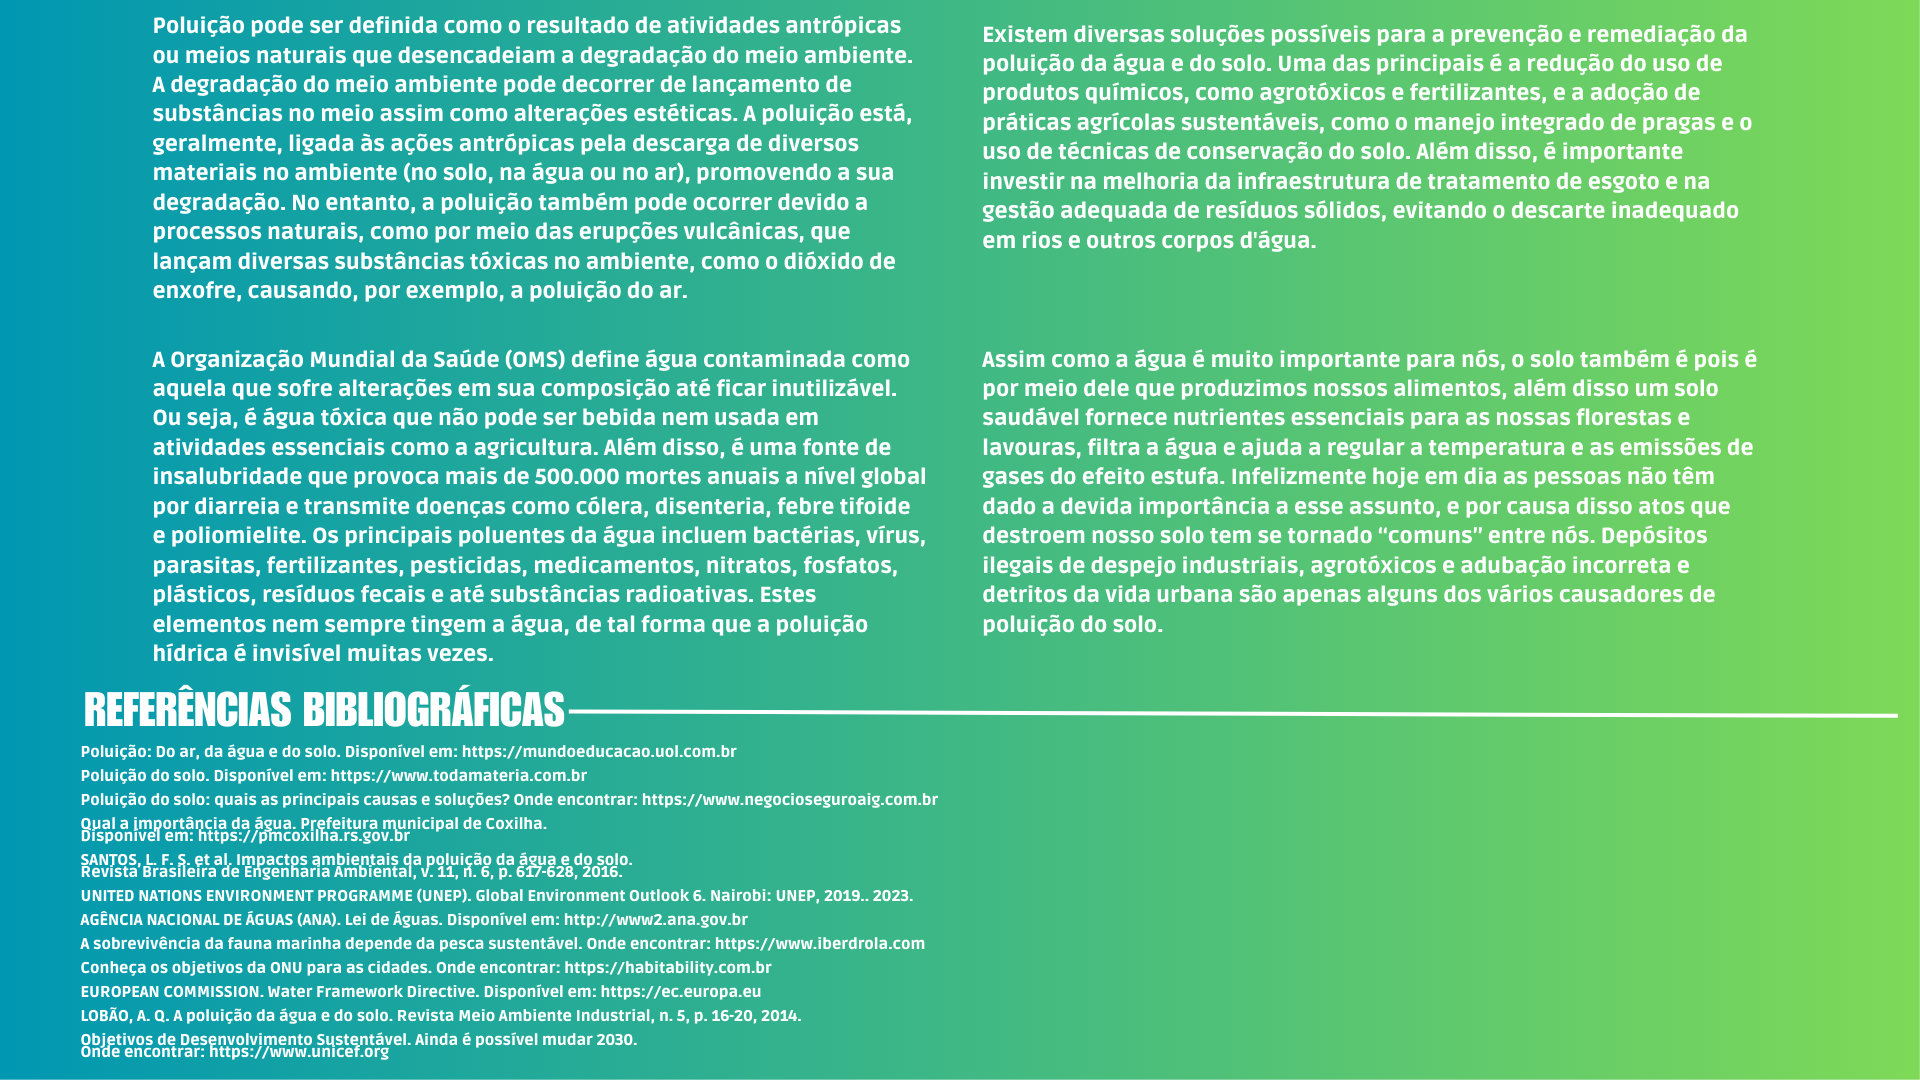 Poluição pode ser definida como o resultado de atividades antrópicas
ou meios naturais que desencadeiam a degradação do meio ambiente.
A degradação do meio ambiente pode decorrer de lançamento de
substâncias no meio assim como alterações estéticas. A poluição está,
geralmente, ligada às ações antrópicas pela descarga de diversos
materiais no ambiente (no solo, na água ou no ar), promovendo a sua
degradação. No entanto, a poluição também pode ocorrer devido a
processos naturais, como por meio das erupções vulcânicas, que
lançam diversas substâncias tóxicas no ambiente, como o dióxido de
enxofre, causando, por exemplo, a poluição do ar.
A Organização Mundial da Saúde (OMS) define água contaminada como
aquela que sofre alterações em sua composição até ficar inutilizável.
Ou seja, é água tóxica que não pode ser bebida nem usada em
atividades essenciais como a agricultura. Além disso, é uma fonte de
insalubridade que provoca mais de 500.000 mortes anuais a nível global
por diarreia e transmite doenças como cólera, disenteria, febre tifoide
e poliomielite. Os principais poluentes da água incluem bactérias, vírus,
parasitas, fertilizantes, pesticidas, medicamentos, nitratos, fosfatos,
plásticos, resíduos fecais e até substâncias radioativas. Estes
elementos nem sempre tingem a água, de tal forma que a poluição
hídrica é invisível muitas vezes.
Existem diversas soluções possíveis para a prevenção e remediação da
poluição da água e do solo. Uma das principais é a redução do uso de
produtos químicos, como agrotóxicos e fertilizantes, e a adoção de
práticas agrícolas sustentáveis, como o manejo integrado de pragas e o
uso de técnicas de conservação do solo. Além disso, é importante
investir na melhoria da infraestrutura de tratamento de esgoto e na
gestão adequada de resíduos sólidos, evitando o descarte inadequado
em rios e outros corpos d'água.
Assim como a água é muito importante para nós, o solo também é pois é
por meio dele que produzimos nossos alimentos, além disso um solo
saudável fornece nutrientes essenciais para as nossas florestas e
lavouras, filtra a água e ajuda a regular a temperatura e as emissões de
gases do efeito estufa. Infelizmente hoje em dia as pessoas não têm
dado a devida importância a esse assunto, e por causa disso atos que
destroem nosso solo tem se tornado “comuns” entre nós. Depósitos
ilegais de despejo industriais, agrotóxicos e adubação incorreta e
detritos da vida urbana são apenas alguns dos vários causadores de
poluição do solo.
REFERÊNCIAS BIBLIOGRÁFICAS
Poluição: Do ar, da água e do solo. Disponível em: https://mundoeducacao.uol.com.br
Poluição do solo. Disponível em: https://www.todamateria.com.br
Poluição do solo: quais as principais causas e soluções? Onde encontrar: https://www.negocioseguroaig.com.br
Qual a importância da água. Prefeitura municipal de Coxilha.
Disponível em: https://pmcoxilha.rs.gov.br
SANTOS, L. F. S. et al. Impactos ambientais da poluição da água e do solo.
Revista Brasileira de Engenharia Ambiental, v. 11, n. 6, p. 617-628, 2016.
UNITED NATIONS ENVIRONMENT PROGRAMME (UNEP). Global Environment Outlook 6. Nairobi: UNEP, 2019.. 2023.
AGÊNCIA NACIONAL DE ÁGUAS (ANA). Lei de Águas. Disponível em: http://www2.ana.gov.br
A sobrevivência da fauna marinha depende da pesca sustentável. Onde encontrar: https://www.iberdrola.com
Conheça os objetivos da ONU para as cidades. Onde encontrar: https://habitability.com.br
EUROPEAN COMMISSION. Water Framework Directive. Disponível em: https://ec.europa.eu
LOBÃO, A. Q. A poluição da água e do solo. Revista Meio Ambiente Industrial, n. 5, p. 16-20, 2014.
Objetivos de Desenvolvimento Sustentável. Ainda é possível mudar 2030.
Onde encontrar: https://www.unicef.org